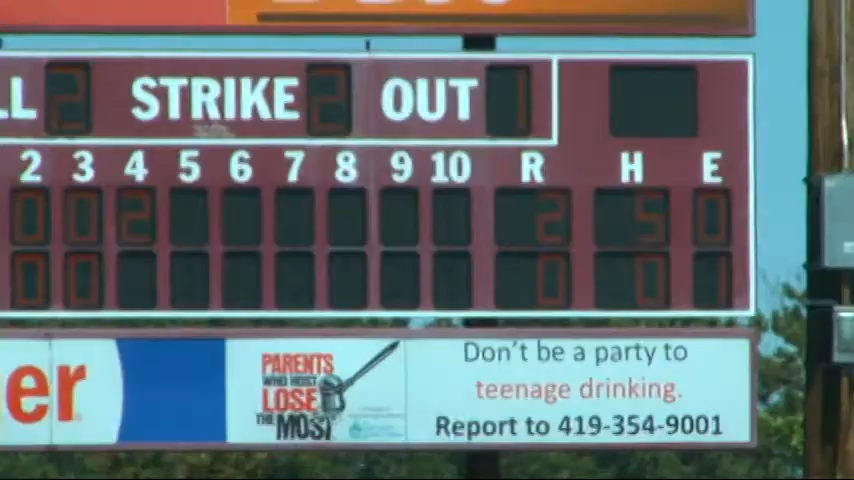 LL 2 STRIKE 2 OUT 1
2 3 4 5 6 7 8 9 10 R H E
0 0 2 2 5 0
0 0 0 0 1
er
PARENTS
WHO HOST
LOSE
THE MOST
Don't be a party to
teenage drinking.
Report to 419-354-9001